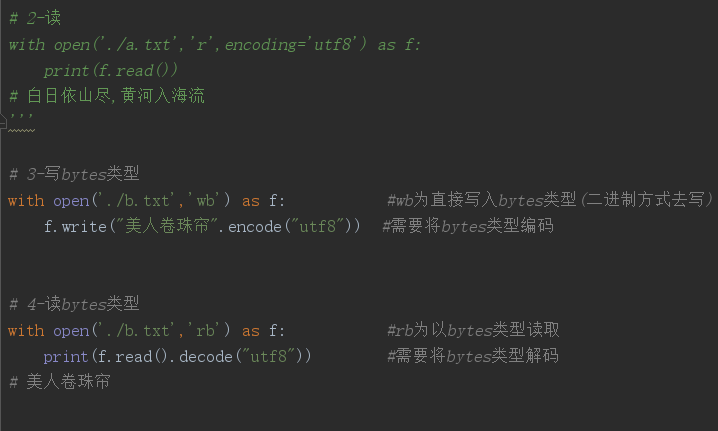 # 2-读
with open('./a.txt','r',encoding='utf8') as f:
    print(f.read())
# 白日依山尽,黄河入海流
'''
# 3-写bytes类型
with open('./b.txt','wb') as f:          #wb为直接写入bytes类型(二进制方式去写)
    f.write("美人卷珠帘".encode("utf8"))  #需要将bytes类型编码
# 4-读bytes类型
with open('./b.txt','rb') as f:          #rb为以bytes类型读取
    print(f.read().decode("utf8"))       #需要将bytes类型解码
# 美人卷珠帘